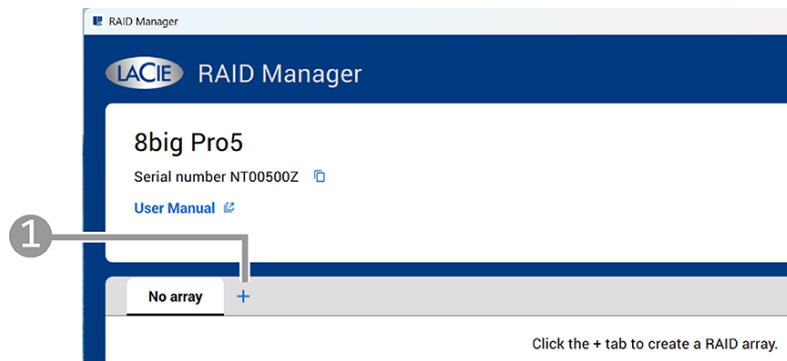 RAID Manager
LACIE RAID Manager
8big Pro5
Serial number NT00500Z
User Manual
1
No array +
Click the + tab to create a RAID array.